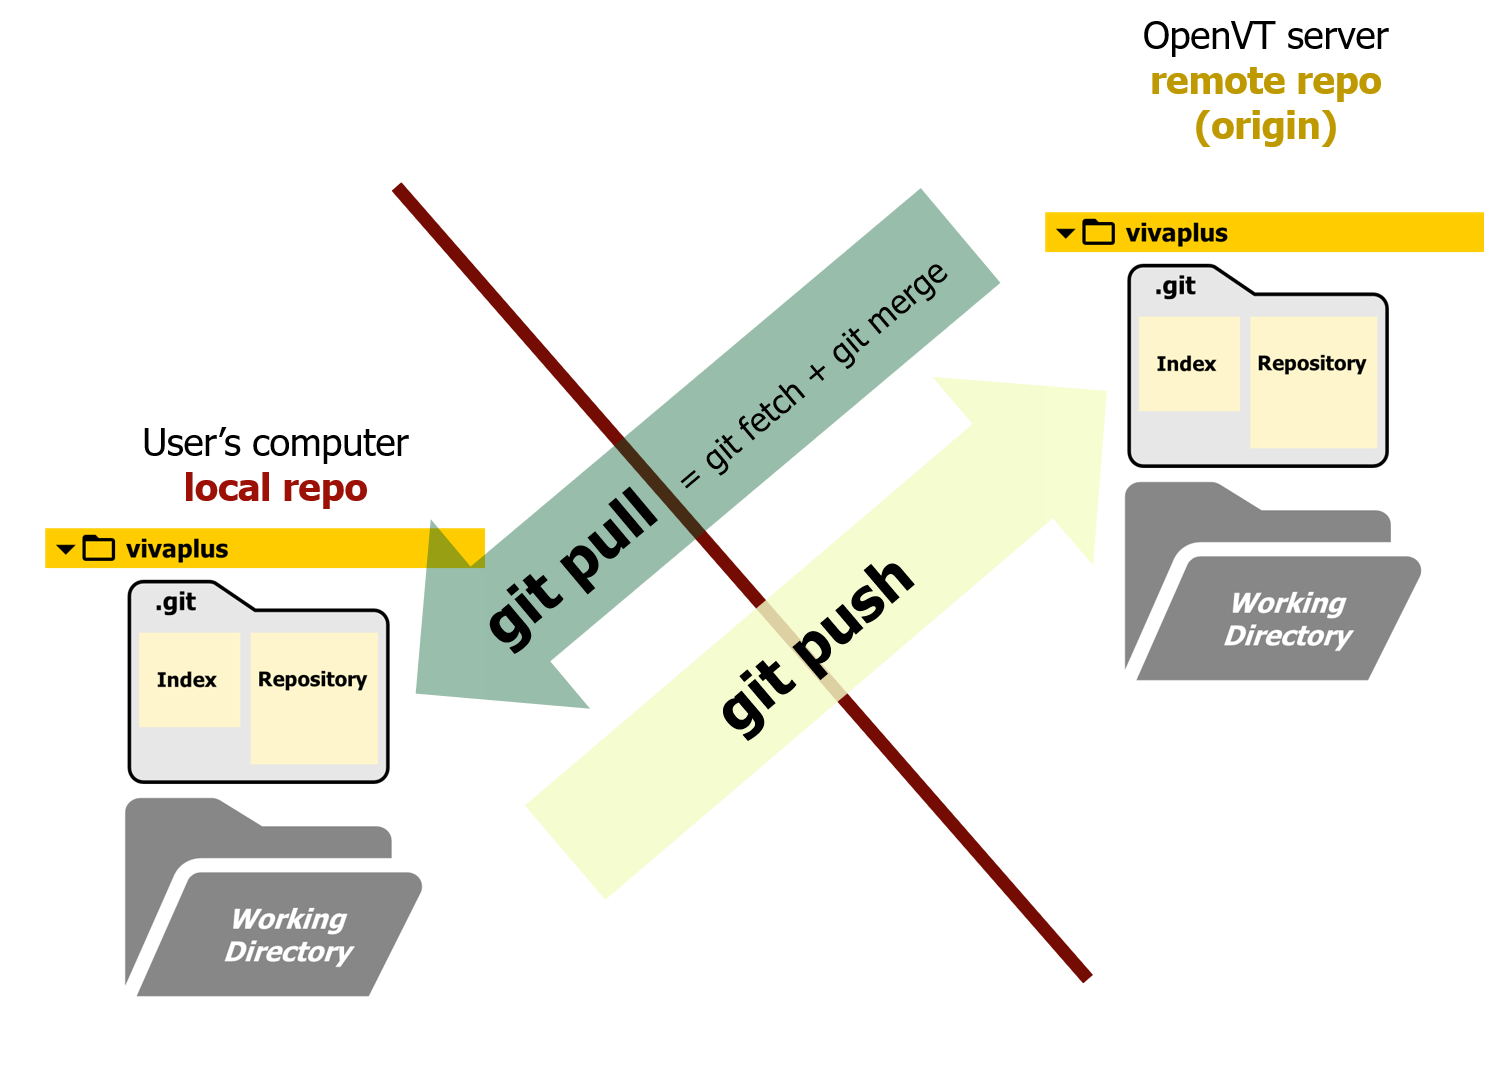 OpenVT server
remote repo
(origin)
vivaplus
.git
Index
Repository
Working
Directory
= git fetch + git merge
git pull
git push
User’s computer
local repo
vivaplus
.git
Index
Repository
Working
Directory